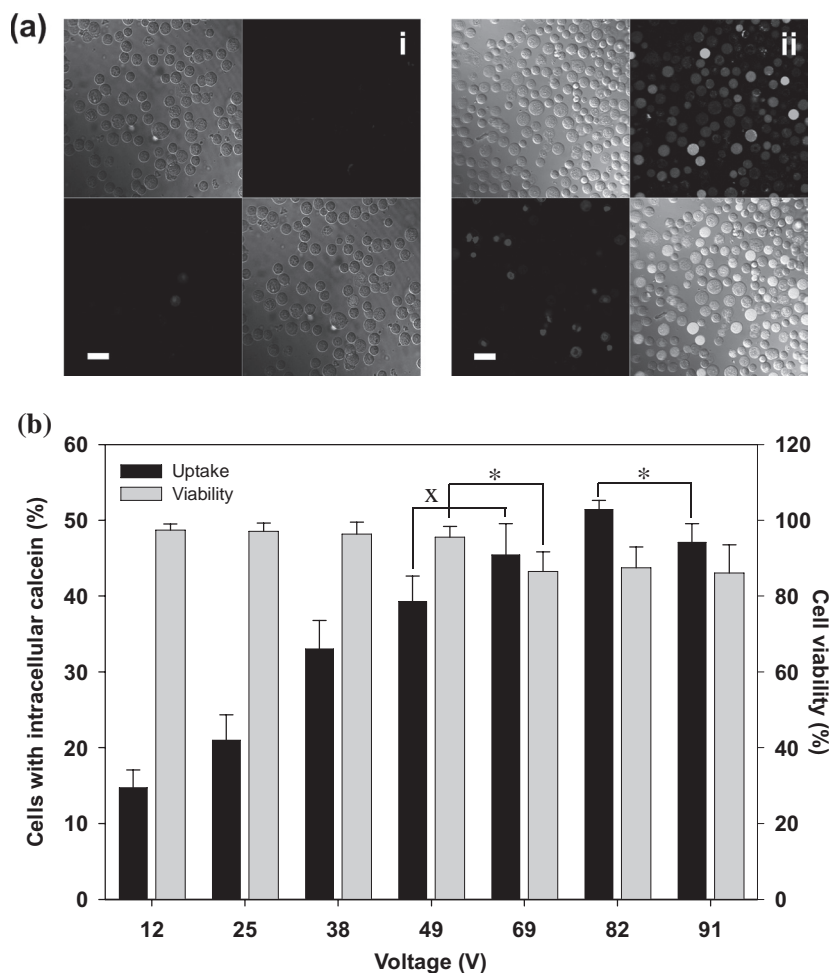 (a)
i
ii
(b)
Uptake
Viability
x
*
*
60
50
40
30
20
10
0
Cells with intracellular calcein (%)
120
100
80
60
40
20
0
Cell viability
(%)
12 25 38 49 69 82 91
Voltage (V)